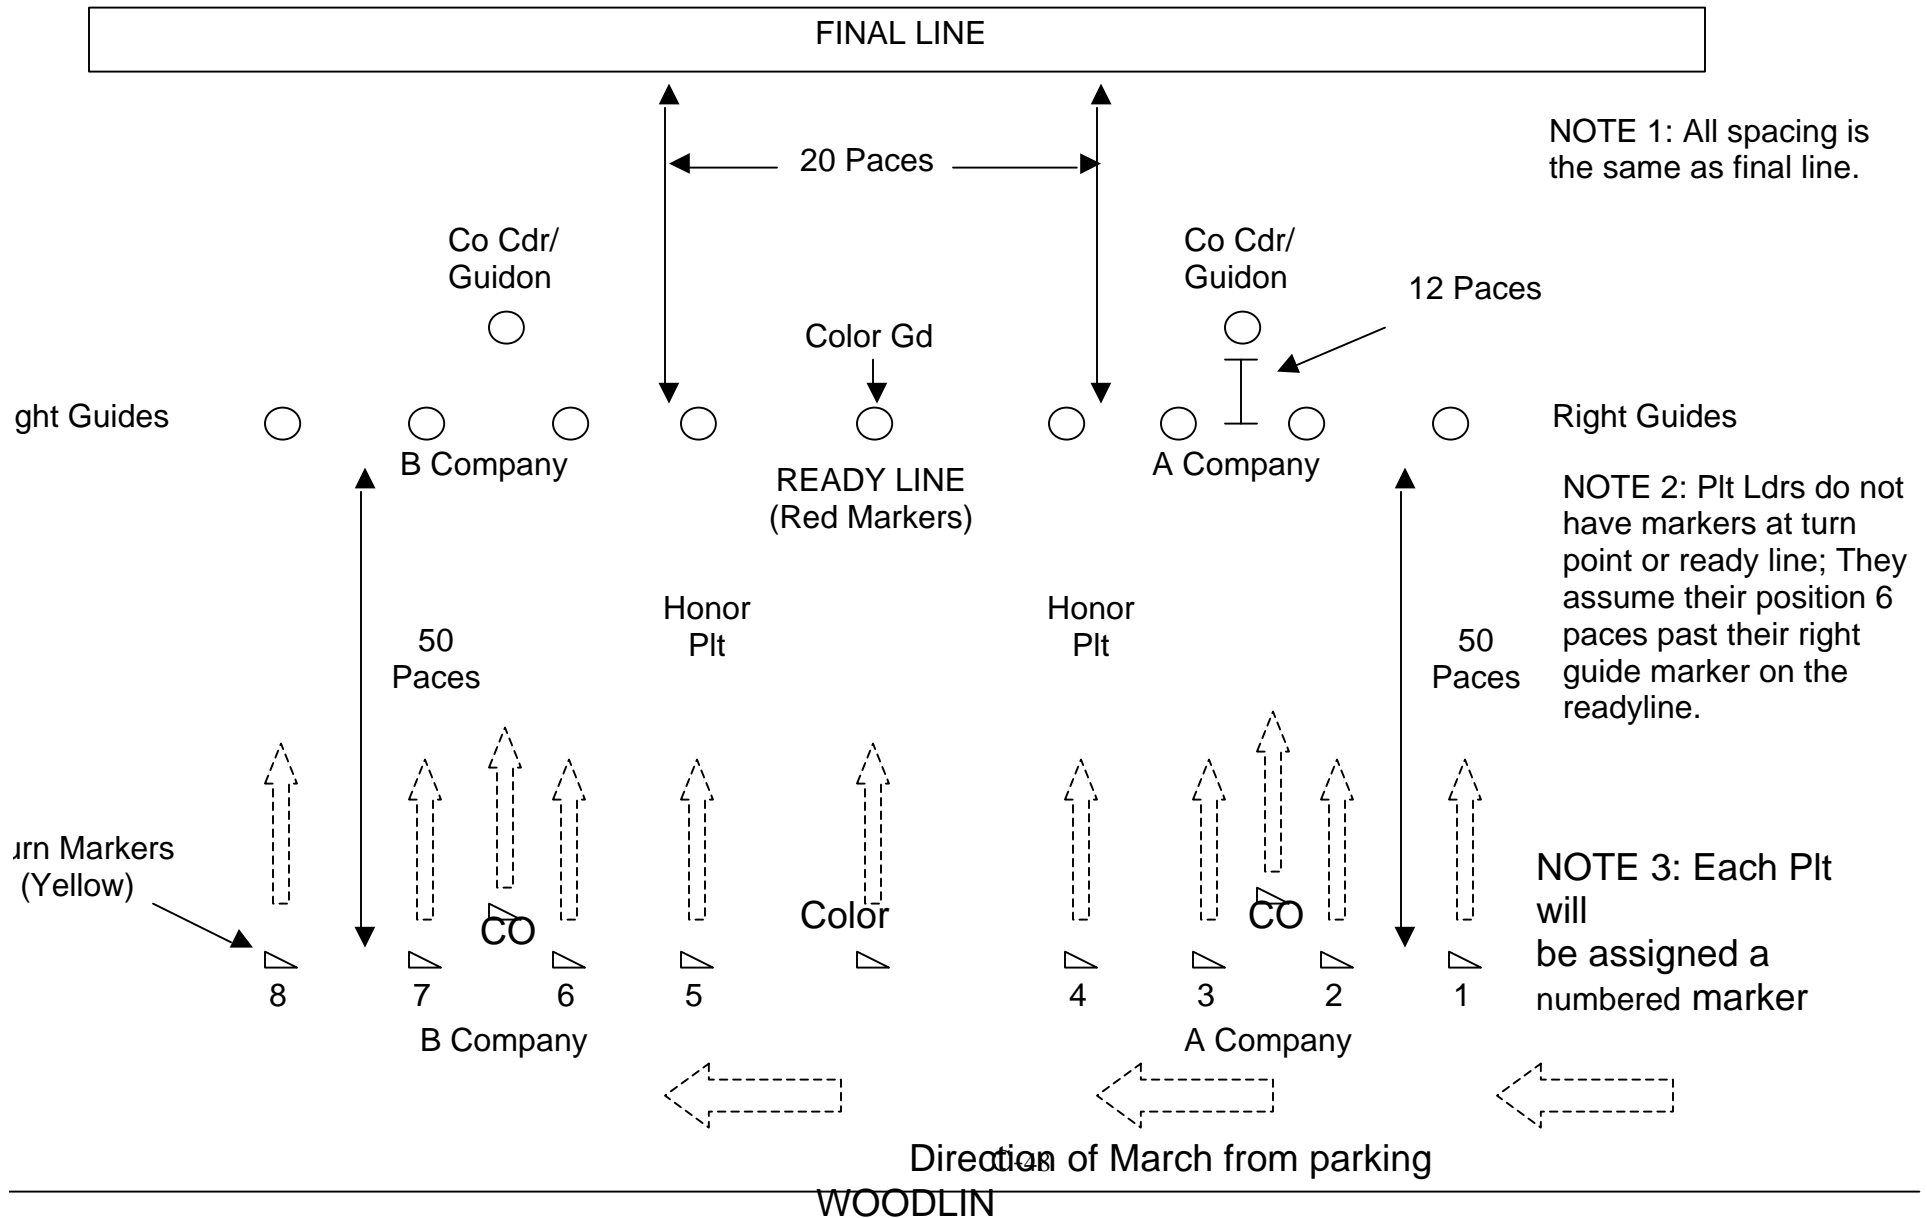 FINAL LINE
NOTE 1: All spacing is
the same as final line.
20 Paces
Co Cdr/
Guidon
Co Cdr/
Guidon
12 Paces
Color Gd
ght Guides
Right Guides
B Company
A Company
READY LINE
(Red Markers)
NOTE 2: Plt Ldrs do not
have markers at turn
point or ready line; They
assume their position 6
paces past their right
guide marker on the
readyline.
Honor
Plt
Honor
Plt
50
Paces
50
Paces
urn Markers
(Yellow)
NOTE 3: Each Plt
will
be assigned a
numbered marker
CO
Color
CO
8
7
6
5
4
3
2
1
B Company
A Company
Direction of March from parking
WOODLIN